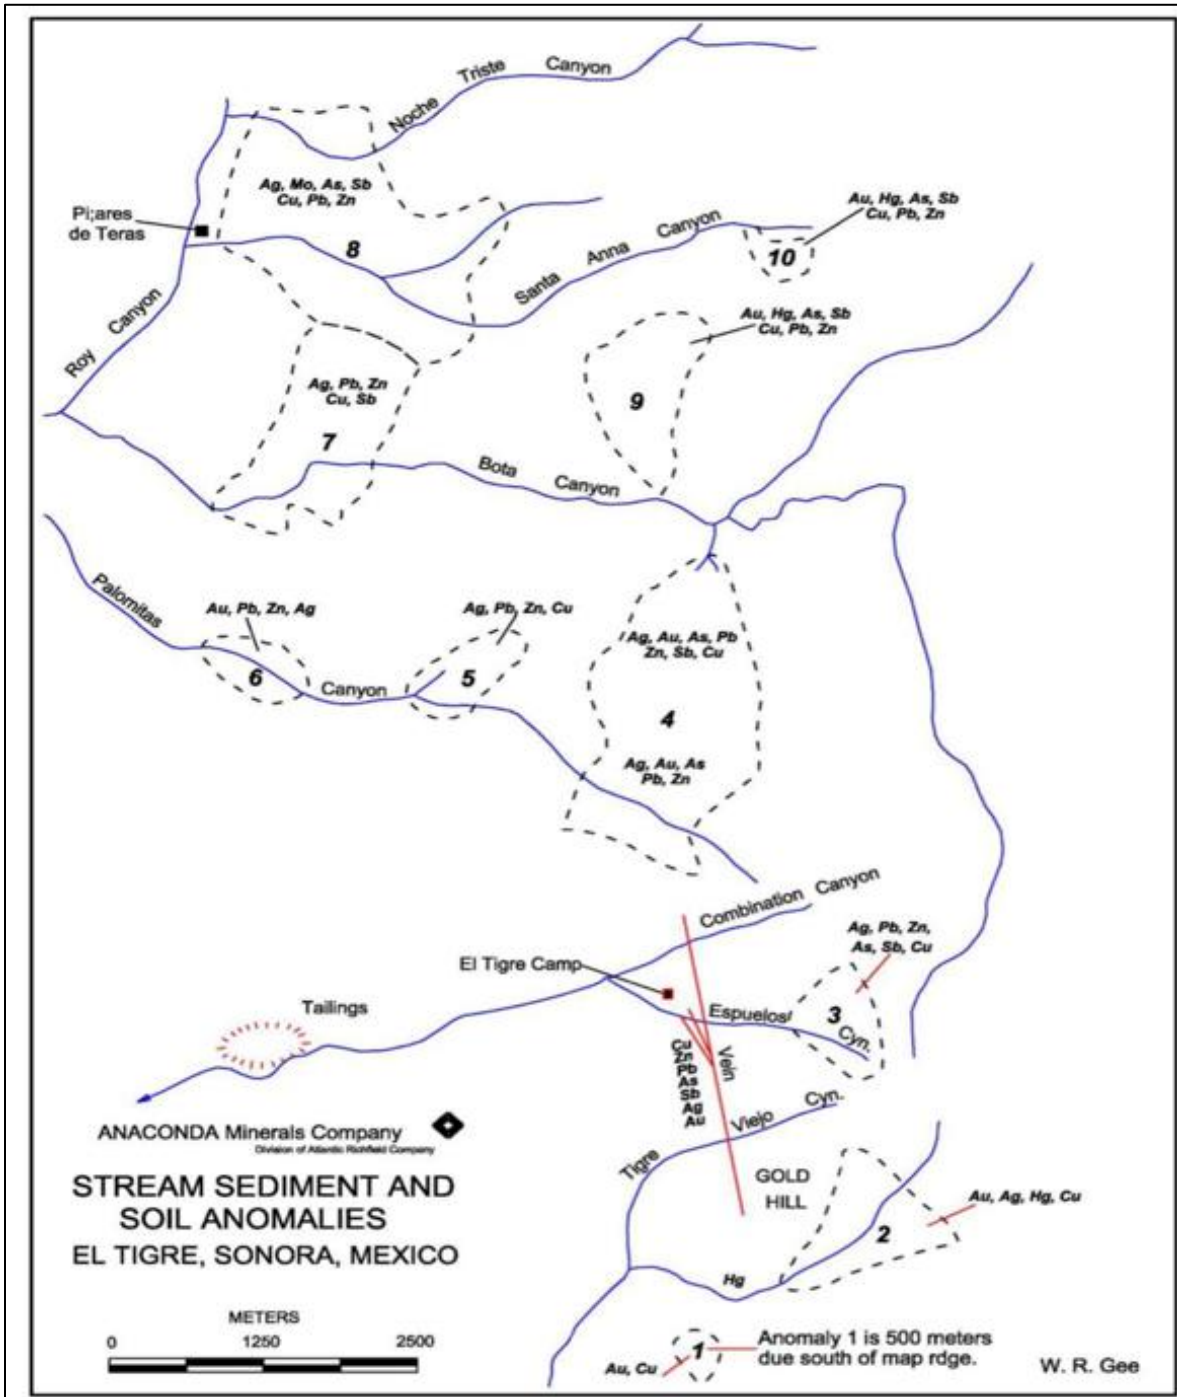 Noche Triste Canyon
Ag, Mo, As, Sb
Cu, Pb, Zn
Pi;ares
de Teras
8
Au, Hg, As, Sb
Cu, Pb, Zn
10
Santa Anna Canyon
Roy Canyon
Au, Hg, As, Sb
Cu, Pb, Zn
9
Ag, Pb, Zn
Cu, Sb
7
Bota Canyon
Palomitas Canyon
Au, Pb, Zn, Ag
6
Ag, Pb, Zn, Cu
5
Ag, Au, As, Pb
Zn, Sb, Cu
4
Ag, Au, As
Pb, Zn
Combination Canyon
Ag, Pb, Zn,
As, Sb, Cu
El Tigre Camp
Espuelos/ Cyn.
3
Tailings
Vein
Cu
Zn
Pb
As
Sb
Ag
Au
Tigre Viejo Cyn.
ANACONDA Minerals Company
Division of Atlantic Richfield Company
STREAM SEDIMENT AND
SOIL ANOMALIES
EL TIGRE, SONORA, MEXICO
GOLD
HILL
Au, Ag, Hg, Cu
2
Hg
METERS
0 1250 2500
1
Au, Cu
Anomaly 1 is 500 meters
due south of map rdge.
W. R. Gee